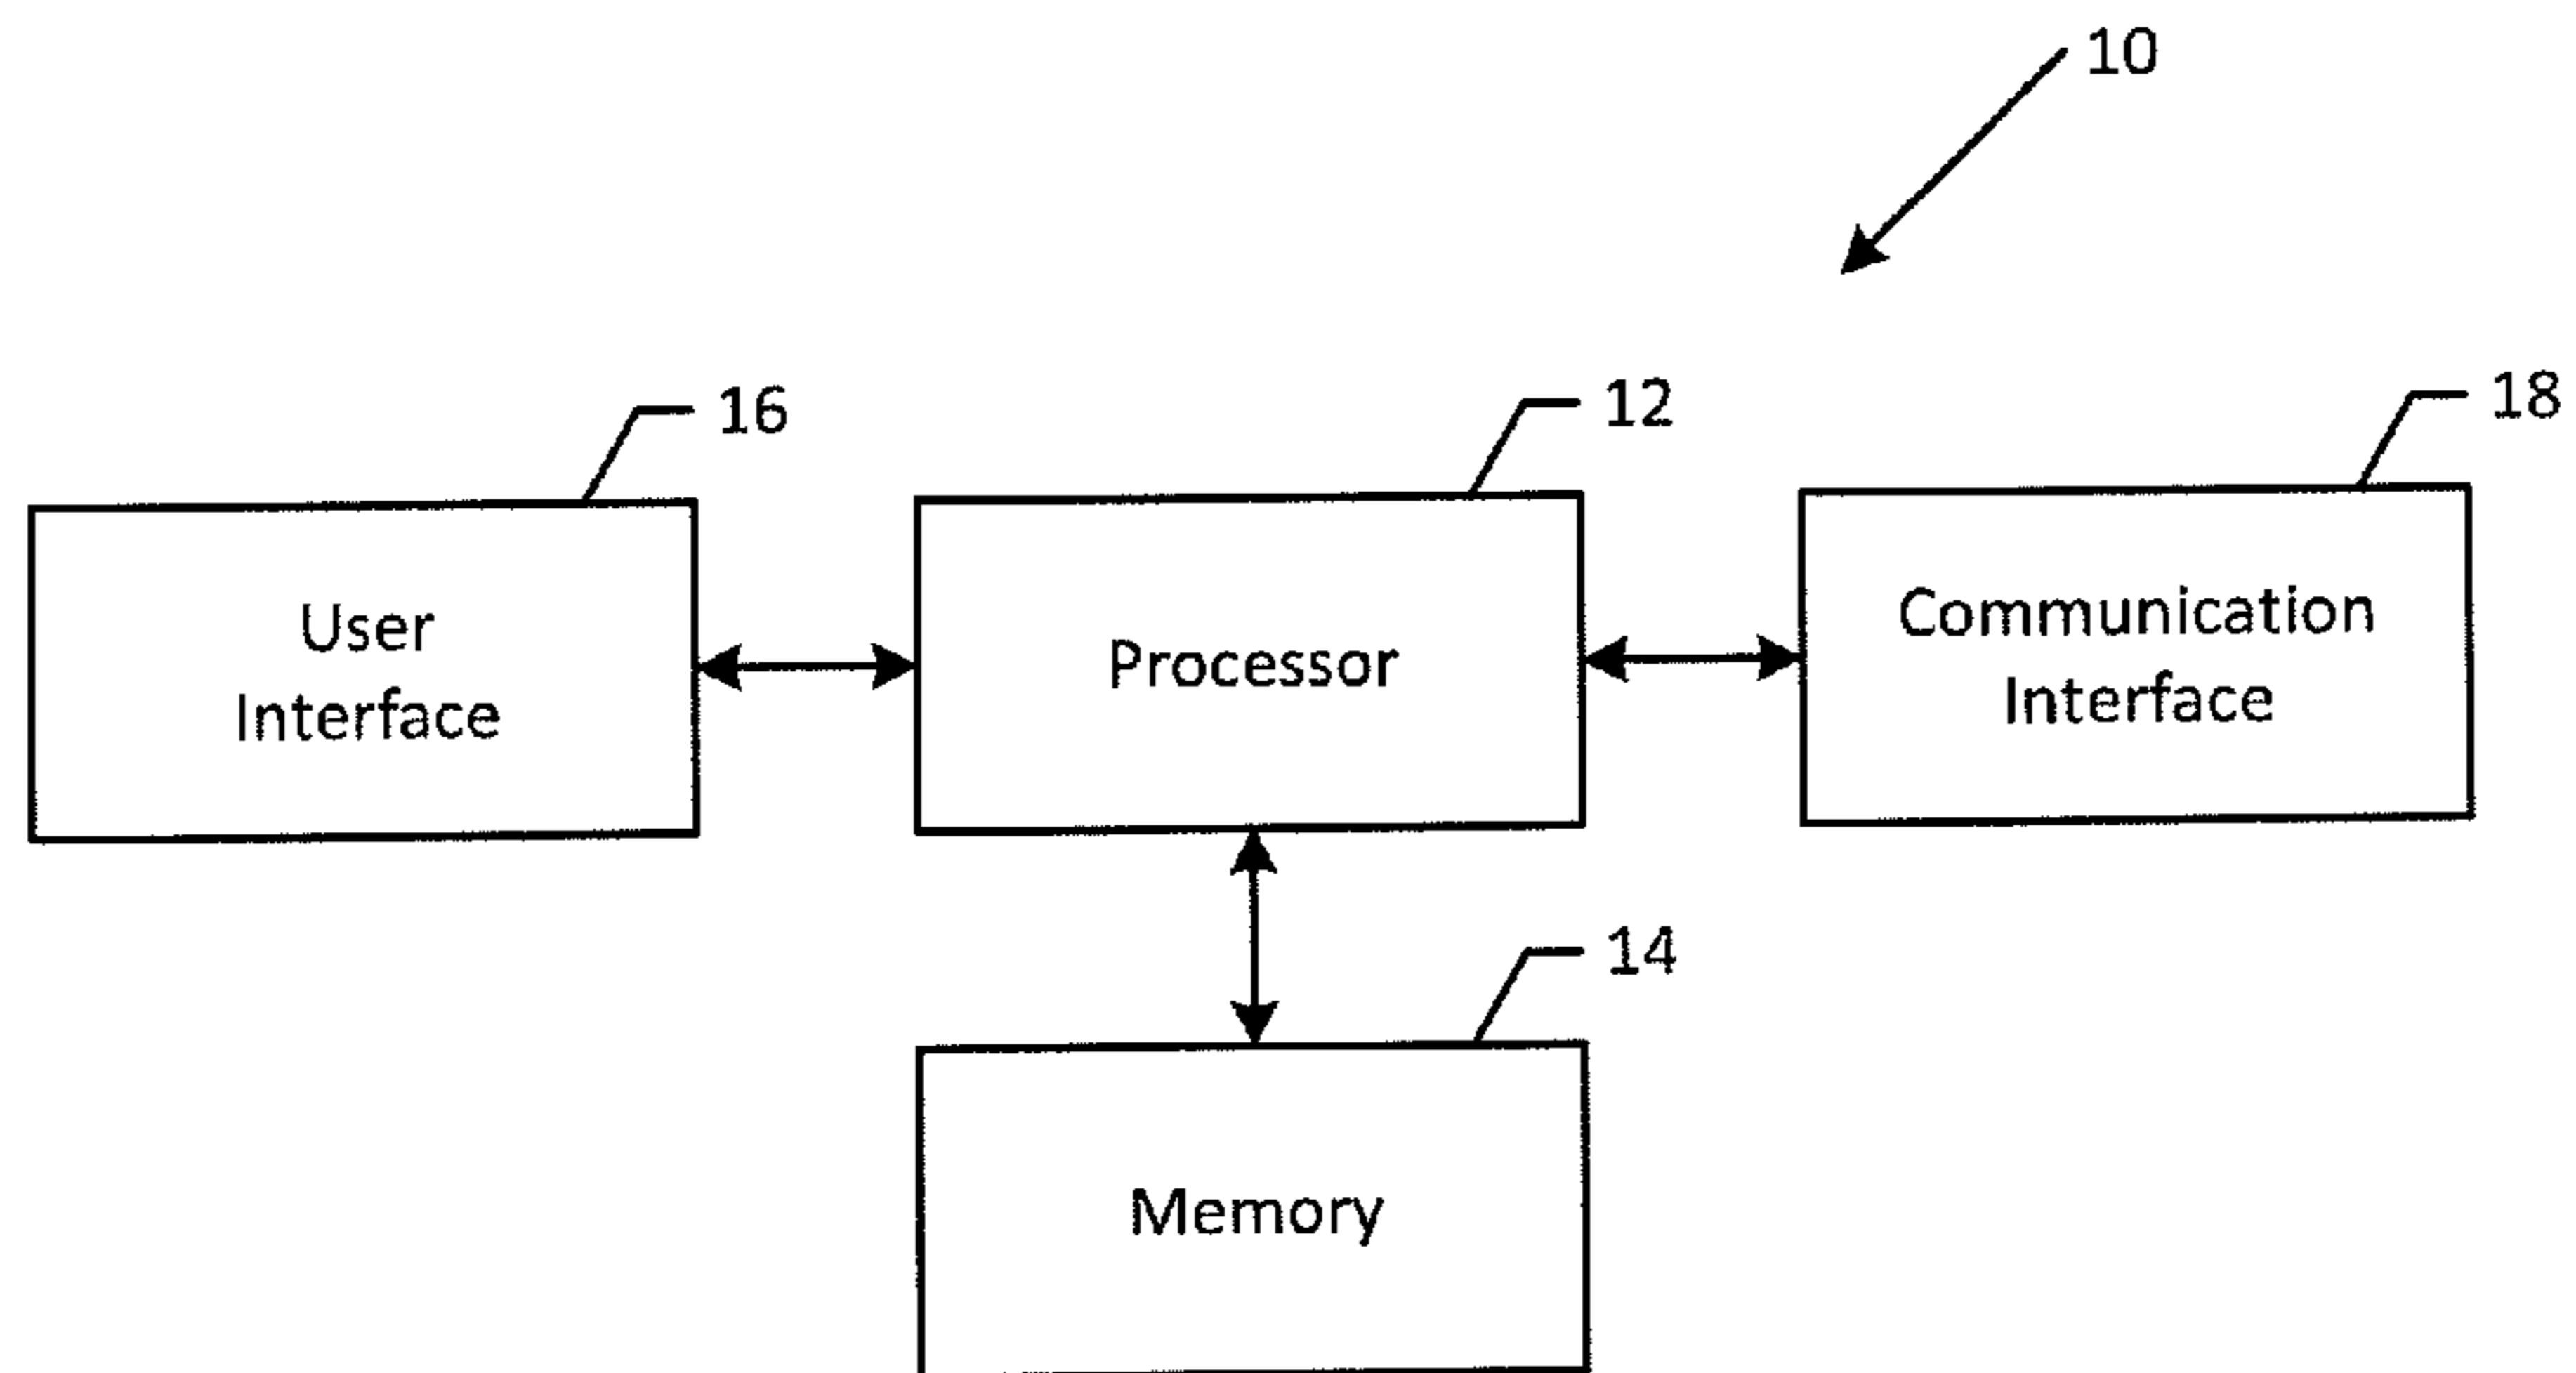 10
16
12
18
User
Interface
Processor
Communication
Interface
14
Memory